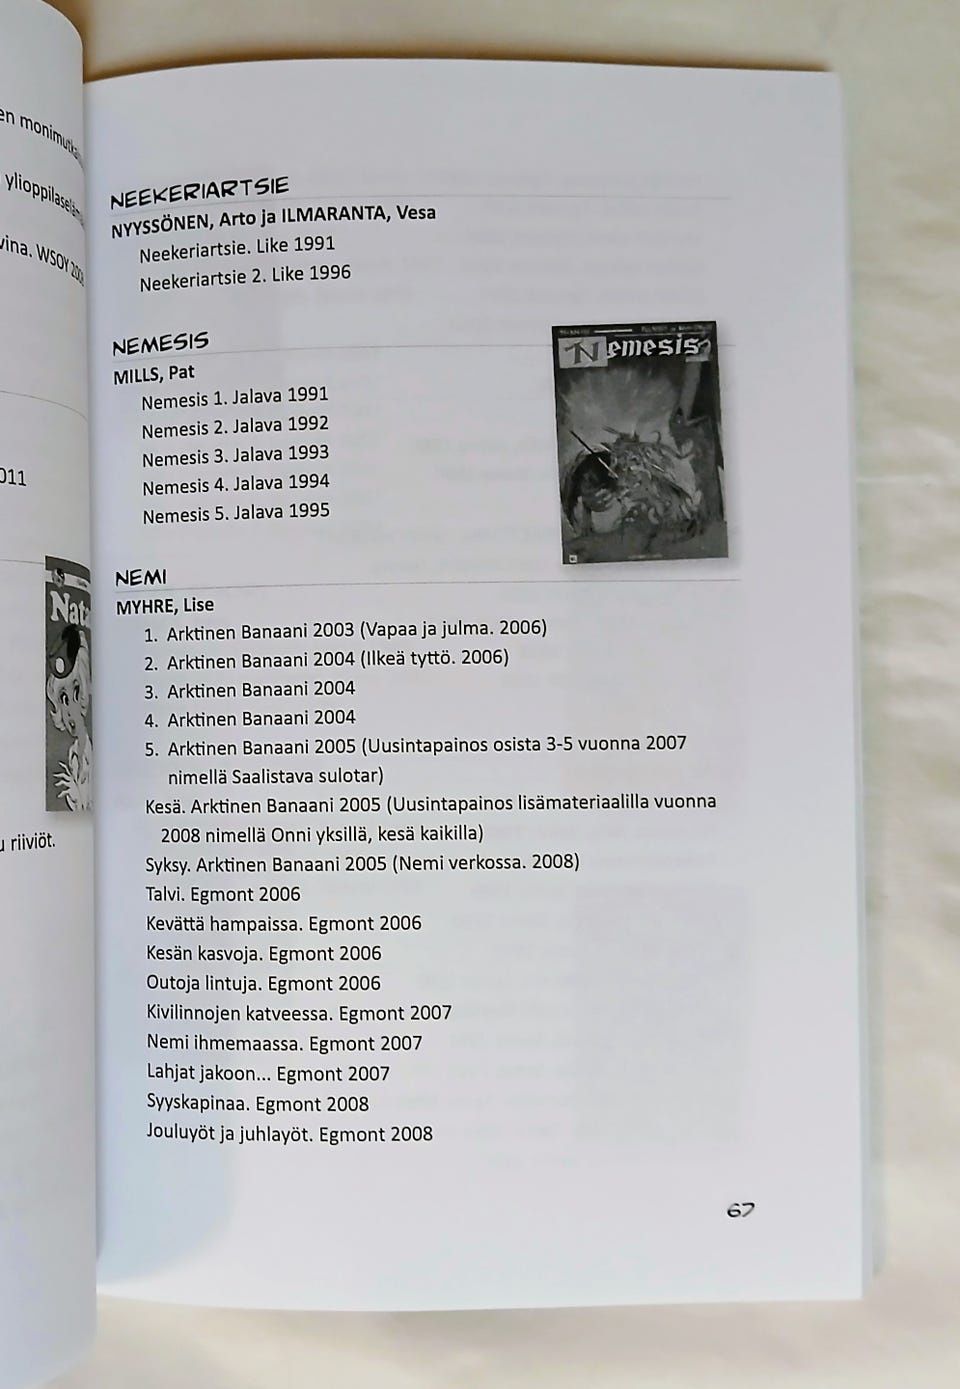 en
ylioppilaselämä
vina. WSOY
011
Nata
riiviöt.
NEEKERIARTSIE
NYYSSÖNEN, Arto ja ILMARANTA, Vesa
Neekeriartsie. Like 1991
Neekeriartsie 2. Like 1996
NEMESIS
MILLS, Pat
Nemesis 1. Jalava 1991
Nemesis 2. Jalava 1992
Nemesis 3. Jalava 1993
Nemesis 4. Jalava 1994
Nemesis 5. Jalava 1995
Nemesis
NEMI
MYHRE, Lise
1. Arktinen Banaani 2003 (Vapaa ja julma. 2006)
2. Arktinen Banaani 2004 (Ilkeä tyttö. 2006)
3. Arktinen Banaani 2004
4. Arktinen Banaani 2004
5. Arktinen Banaani 2005 (Uusintapainos osista 3-5 vuonna 2007
nimellä Saalistava sulotar)
Kesä. Arktinen Banaani 2005 (Uusintapainos lisämateriaalilla vuonna
2008 nimellä Onni yksillä, kesä kaikilla)
Syksy. Arktinen Banaani 2005 (Nemi verkossa. 2008)
Talvi. Egmont 2006
Kevättä hampaissa. Egmont 2006
Kesän kasvoja. Egmont 2006
Outoja lintuja. Egmont 2006
Kivilinnojen katveessa. Egmont 2007
Nemi ihmemaassa. Egmont 2007
Lahjat jakoon... Egmont 2007
Syyskapinaa. Egmont 2008
Jouluyöt ja juhlayöt. Egmont 2008
67